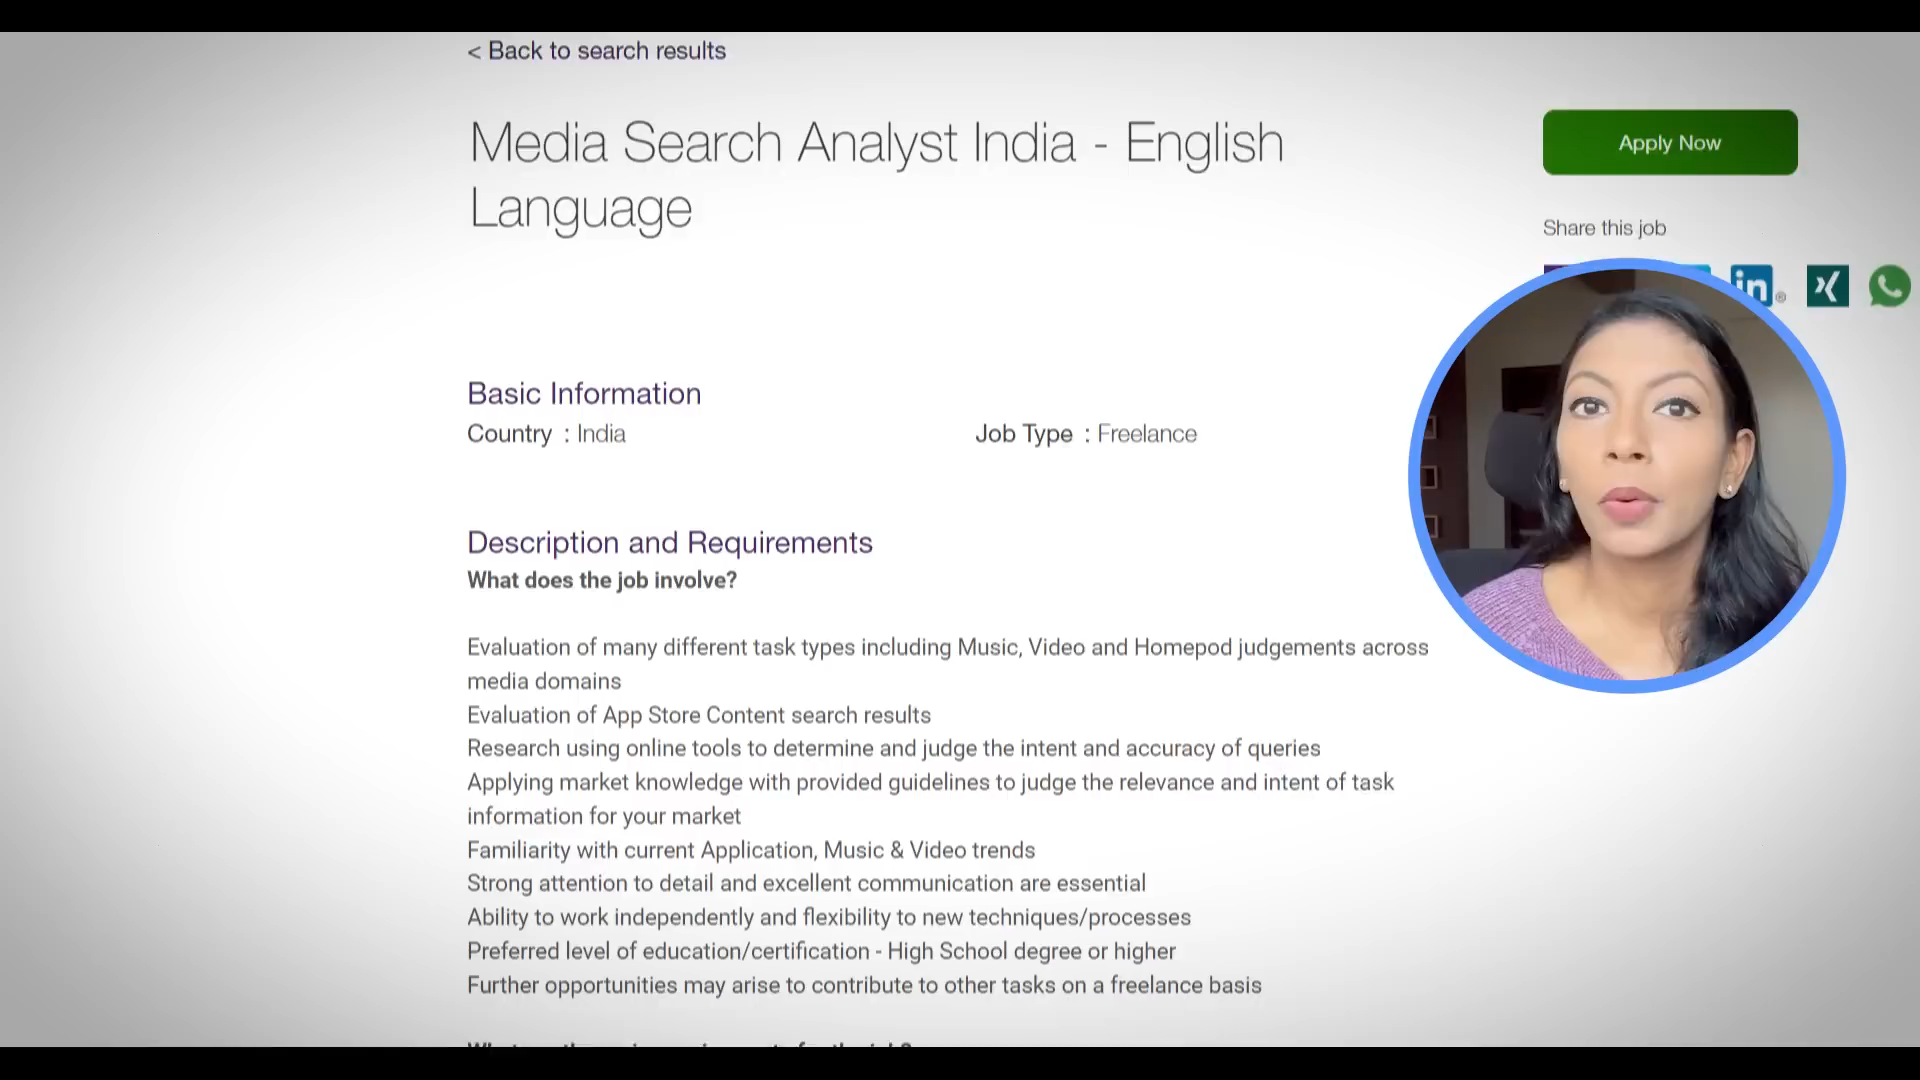 < Back to search results
Media Search Analyst India - English
Language
Apply Now
Share this job
in
Basic Information
Country : India
Job Type : Freelance
Description and Requirements
What does the job involve?
Evaluation of many different task types including Music, Video and Homepod judgements across
media domains
Evaluation of App Store Content search results
Research using online tools to determine and judge the intent and accuracy of queries
Applying market knowledge with provided guidelines to judge the relevance and intent of task
information for your market
Familiarity with current Application, Music & Video trends
Strong attention to detail and excellent communication are essential
Ability to work independently and flexibility to new techniques/processes
Preferred level of education/certification - High School degree or higher
Further opportunities may arise to contribute to other tasks on a freelance basis